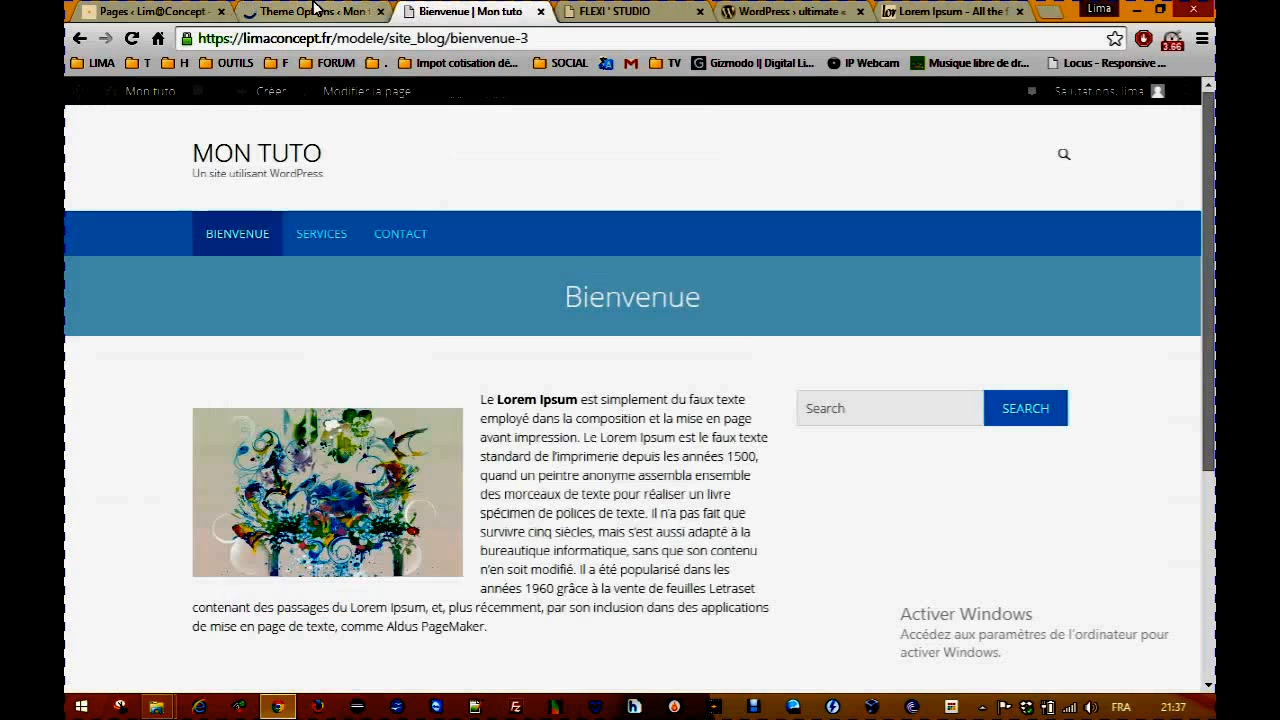 Pages ‹ Lim@Concept -
Theme Options ‹ Mon t
Bienvenue | Mon tuto
FLEXI ' STUDIO
WordPress › ultimate «
Lorem Ipsum - All the f
Lima
https://limaconcept.fr/modele/site_blog/bienvenue-3
3.66
LIMA
T
H
OUTILS
F
FORUM
.
Impot cotisation dé...
SOCIAL
TV
Gizmodo I¦| Digital Li...
IP Webcam
Musique libre de dr...
Locus - Responsive ...
Mon tuto
Créer
Modifier la page
Salutations, lima
MON TUTO
Un site utilisant WordPress
BIENVENUE
SERVICES
CONTACT
Bienvenue
Le Lorem Ipsum est simplement du faux texte
employé dans la composition et la mise en page
avant impression. Le Lorem Ipsum est le faux texte
standard de l'imprimerie depuis les années 1500,
quand un peintre anonyme assembla ensemble
des morceaux de texte pour réaliser un livre
spécimen de polices de texte. Il n'a pas fait que
survivre cinq siècles, mais s'est aussi adapté à la
bureautique informatique, sans que son contenu
n'en soit modifié. Il a été popularisé dans les
années 1960 grâce à la vente de feuilles Letraset
contenant des passages du Lorem Ipsum, et, plus récemment, par son inclusion dans des applications
de mise en page de texte, comme Aldus PageMaker.
Search
SEARCH
Activer Windows
Accédez aux paramètres de l'ordinateur pour
activer Windows.
FRA
21:37